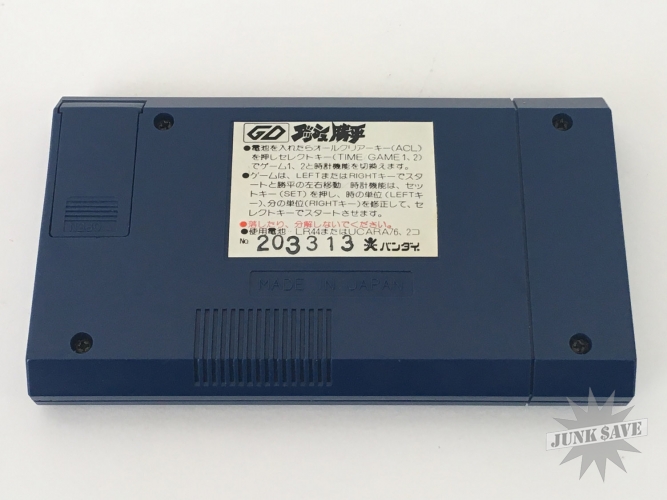 GD ダッシュ勝平
●電池を入れたらオールクリアーキー(ACL)
を押しセレクトキー(TIME GAME1, 2)
でゲーム1、2と時計機能を切換えます。
●ゲームは、LEFTまたはRIGHTキーでスタ
ートと勝平の左右移動/時計機能は、セット
キー(SET)を押し、時の単位(LEFTキ
ー)、分の単位(RIGHTキー)を修正して、セ
レクトキーでスタートさせます。
●落したり、分解しないでください。
●使用電池 LR44またはUCARA76, 2コ
No. 203313 バンダイ
MADE IN JAPAN
JUNK SAVE